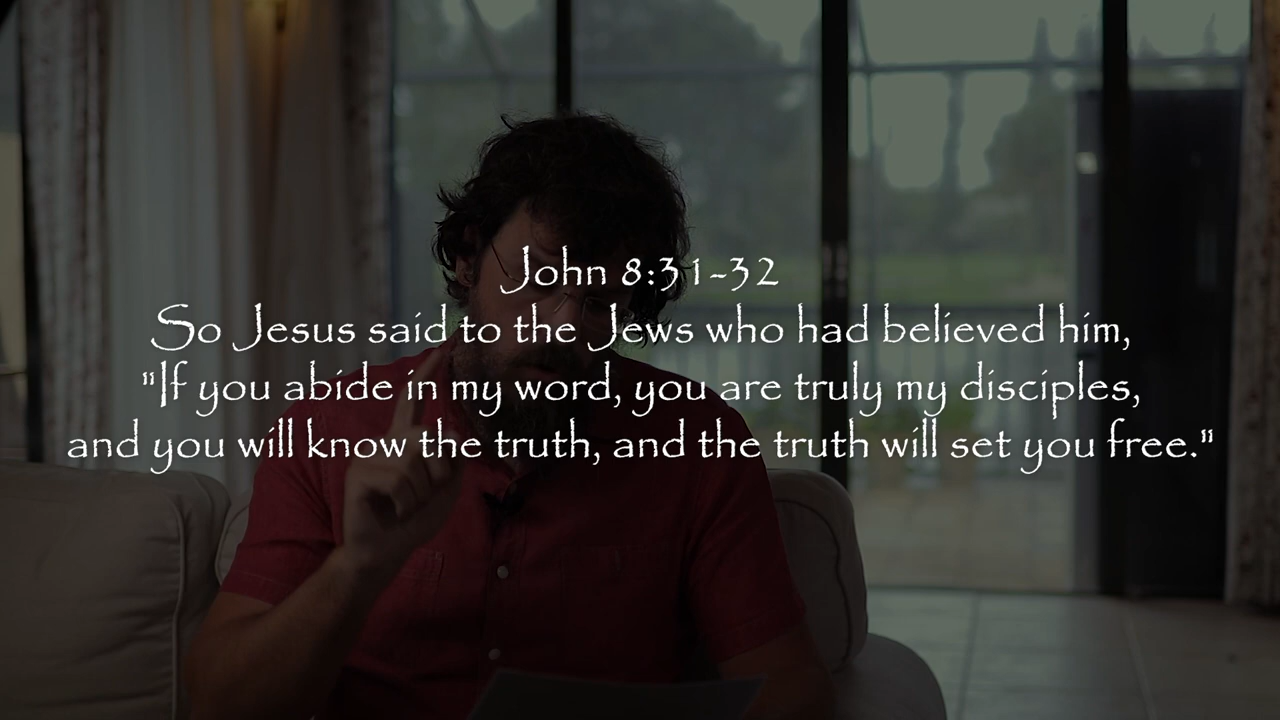 John 8:31-32
So Jesus said to the Jews who had believed him,
"If you abide in my word, you are truly my disciples,
and you will know the truth, and the truth will set you free."